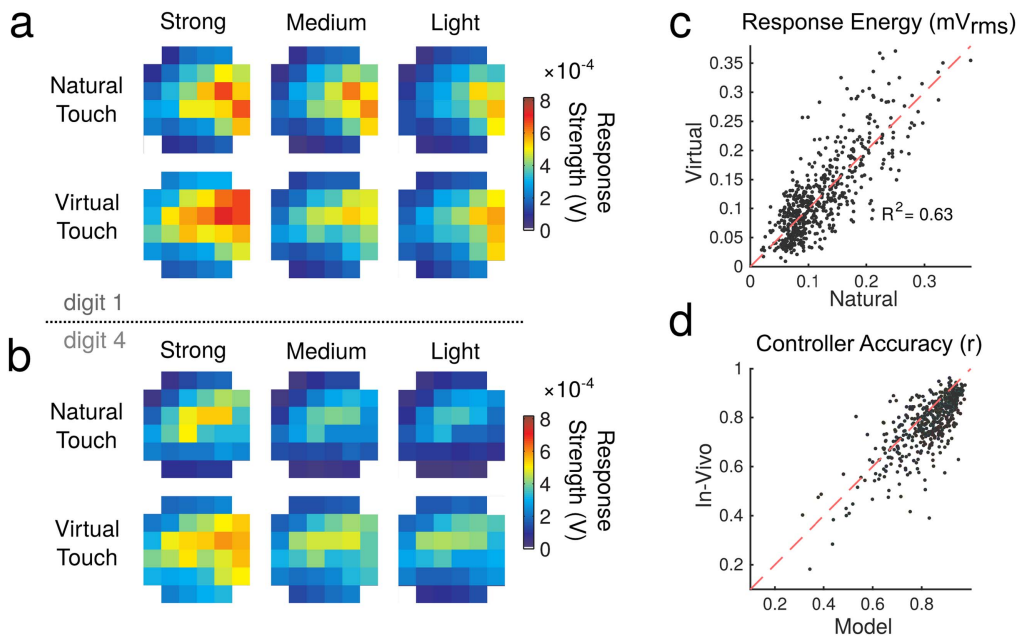 a
Strong Medium Light
Natural
Touch
Virtual
Touch
×10⁻⁴
8
6
4
2
0
Response
Strength (V)
digit 1
digit 4
b
Strong Medium Light
Natural
Touch
Virtual
Touch
×10⁻⁴
8
6
4
2
0
Response
Strength (V)
c
Response Energy (mVrms)
Virtual
0.35
0.3
0.25
0.2
0.15
0.1
0.05
0
0 0.1 0.2 0.3
R²= 0.63
Natural
d
Controller Accuracy (r)
In-Vivo
1
0.8
0.6
0.4
0.2
0.2 0.4 0.6 0.8
Model